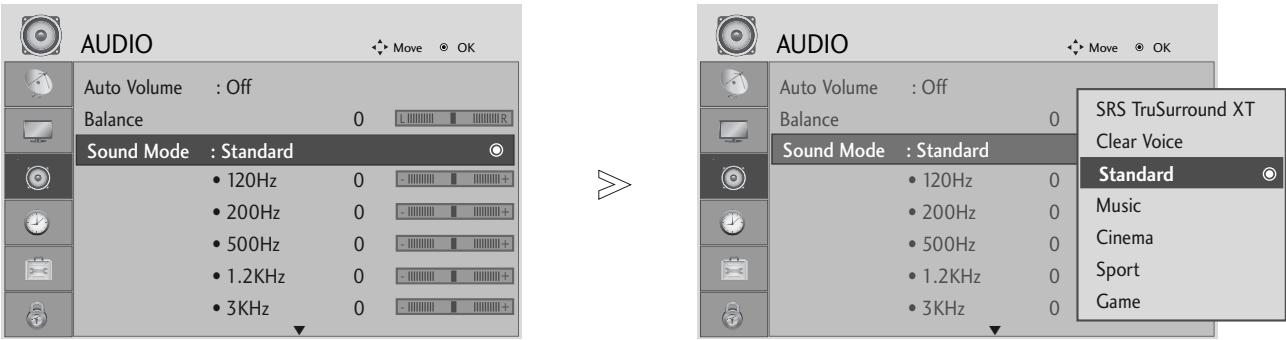 AUDIO
Move OK
Auto Volume : Off
Balance 0 L R
Sound Mode : Standard
• 120Hz 0 - +
• 200Hz 0 - +
• 500Hz 0 - +
• 1.2KHz 0 - +
• 3KHz 0 - +
AUDIO
Move OK
Auto Volume : Off
Balance 0
Sound Mode : Standard
• 120Hz 0
• 200Hz 0
• 500Hz 0
• 1.2KHz 0
• 3KHz 0
SRS TruSurround XT
Clear Voice
Standard
Music
Cinema
Sport
Game